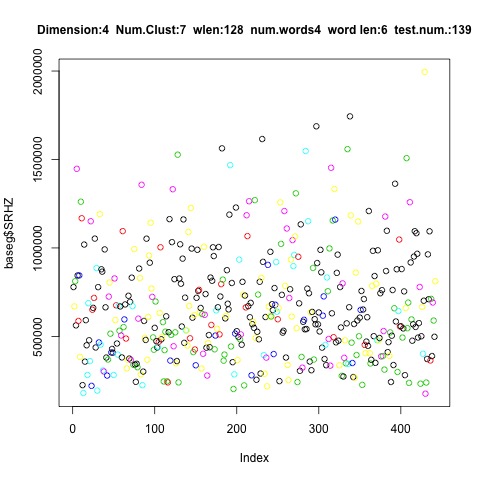 Dimension:4 Num.Clust:7 wlen:128 num.words4 word len:6 test.num.:139
2000000
1500000
1000000
500000
baseg$SRHZ
0 100 200 300 400
Index